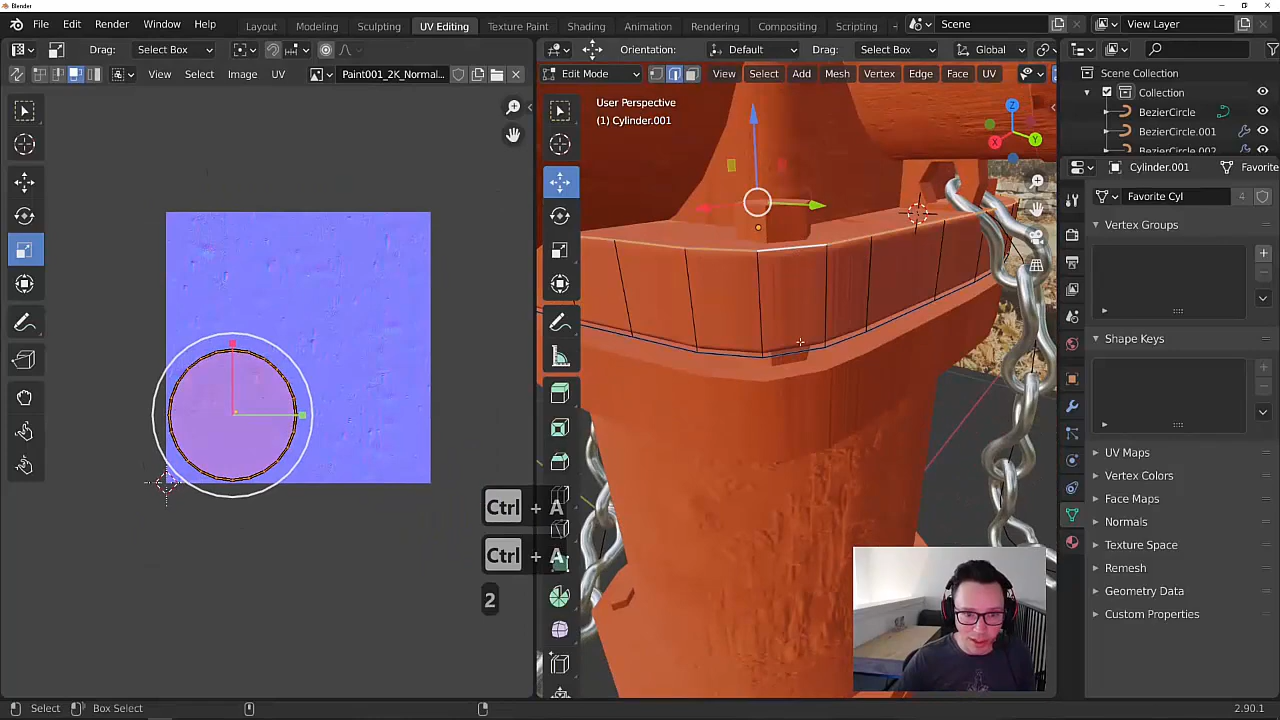 Blender
File Edit Render Window Help Layout Modeling Sculpting UV Editing Texture Paint Shading Animation Rendering Compositing Scripting Scene View Layer
Drag: Select Box Orientation: Default Drag: Select Box Global
View Select Image UV Paint001_2K_Normal... Edit Mode View Select Add Mesh Vertex Edge Face UV
User Perspective
(1) Cylinder.001
Z
Y
X
Scene Collection
Collection
BezierCircle
BezierCircle.001
BezierCircle.002
Cylinder.001 Favorite
Favorite Cyl 4
Vertex Groups
Shape Keys
UV Maps
Vertex Colors
Face Maps
Normals
Texture Space
Remesh
Geometry Data
Custom Properties
Ctrl + A
Ctrl + A
2
Select Box Select 2.90.1